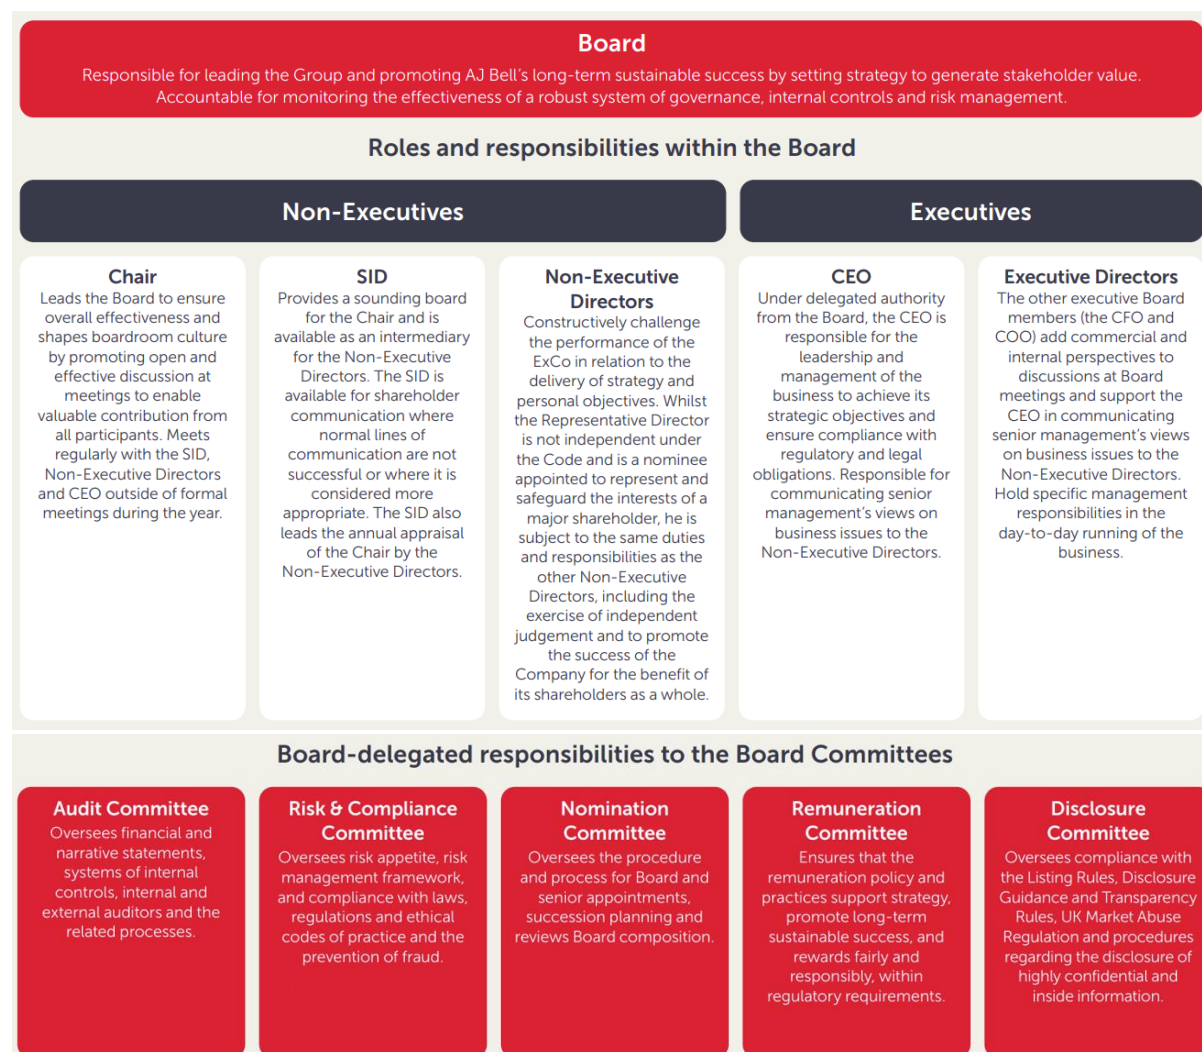 Board
Responsible for leading the Group and promoting AJ Bell’s long-term sustainable success by setting strategy to generate stakeholder value.
Accountable for monitoring the effectiveness of a robust system of governance, internal controls and risk management.
Roles and responsibilities within the Board
Non-Executives
Executives
Chair
Leads the Board to ensure
overall effectiveness and
shapes boardroom culture
by promoting open and
effective discussion at
meetings to enable
valuable contribution from
all participants. Meets
regularly with the SID,
Non-Executive Directors
and CEO outside of formal
meetings during the year.
SID
Provides a sounding board
for the Chair and is
available as an intermediary
for the Non-Executive
Directors. The SID is
available for shareholder
communication where
normal lines of
communication are not
successful or where it is
considered more
appropriate. The SID also
leads the annual appraisal
of the Chair by the
Non-Executive Directors.
Non-Executive
Directors
Constructively challenge
the performance of the
ExCo in relation to the
delivery of strategy and
personal objectives. Whilst
the Representative Director
is not independent under
the Code and is a nominee
appointed to represent and
safeguard the interests of a
major shareholder, he is
subject to the same duties
and responsibilities as the
other Non-Executive
Directors, including the
exercise of independent
judgement and to promote
the success of the
Company for the benefit of
its shareholders as a whole.
CEO
Under delegated authority
from the Board, the CEO is
responsible for the
leadership and
management of the
business to achieve its
strategic objectives and
ensure compliance with
regulatory and legal
obligations. Responsible for
communicating senior
management’s views on
business issues to the
Non-Executive Directors.
Executive Directors
The other executive Board
members (the CFO and
COO) add commercial and
internal perspectives to
discussions at Board
meetings and support the
CEO in communicating
senior management’s views
on business issues to the
Non-Executive Directors.
Hold specific management
responsibilities in the
day-to-day running of the
business.
Board-delegated responsibilities to the Board Committees
Audit Committee
Oversees financial and
narrative statements,
systems of internal
controls, internal and
external auditors and the
related processes.
Risk & Compliance
Committee
Oversees risk appetite, risk
management framework,
and compliance with laws,
regulations and ethical
codes of practice and the
prevention of fraud.
Nomination
Committee
Oversees the procedure
and process for Board and
senior appointments,
succession planning and
reviews Board composition.
Remuneration
Committee
Ensures that the
remuneration policy and
practices support strategy,
promote long-term
sustainable success, and
rewards fairly and
responsibly, within
regulatory requirements.
Disclosure
Committee
Oversees compliance with
the Listing Rules, Disclosure
Guidance and Transparency
Rules, UK Market Abuse
Regulation and procedures
regarding the disclosure of
highly confidential and
inside information.